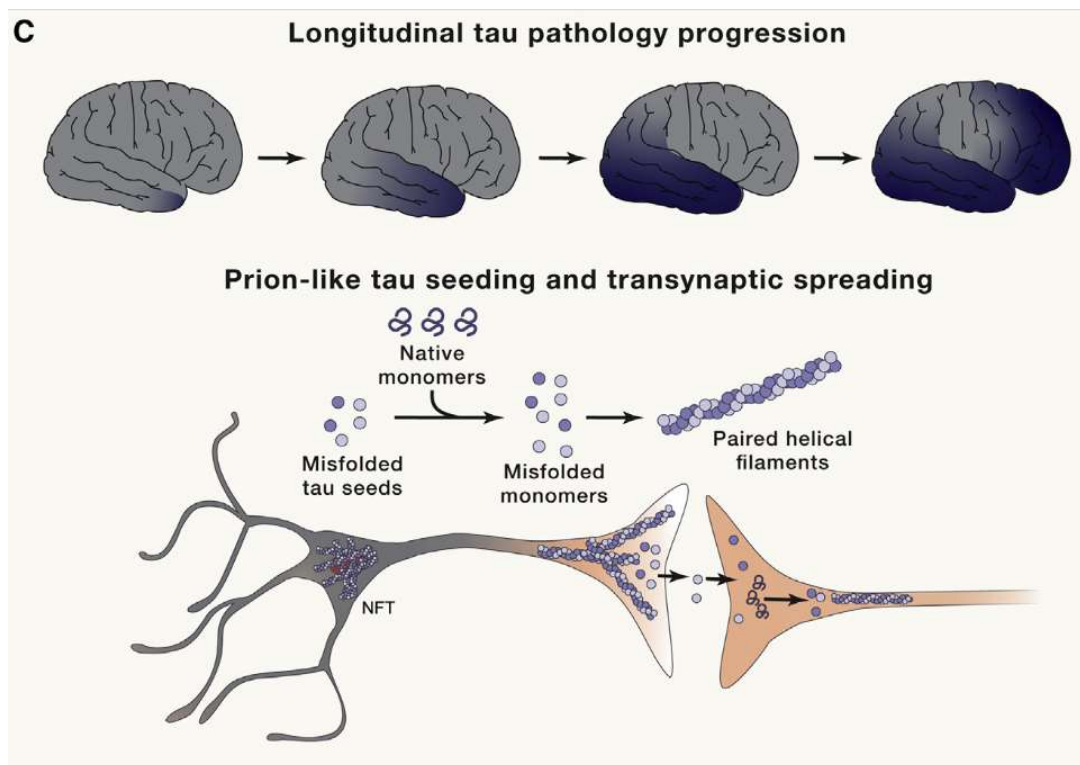 C
Longitudinal tau pathology progression
Prion-like tau seeding and transynaptic spreading
Native
monomers
Misfolded
tau seeds
Misfolded
monomers
Paired helical
filaments
NFT